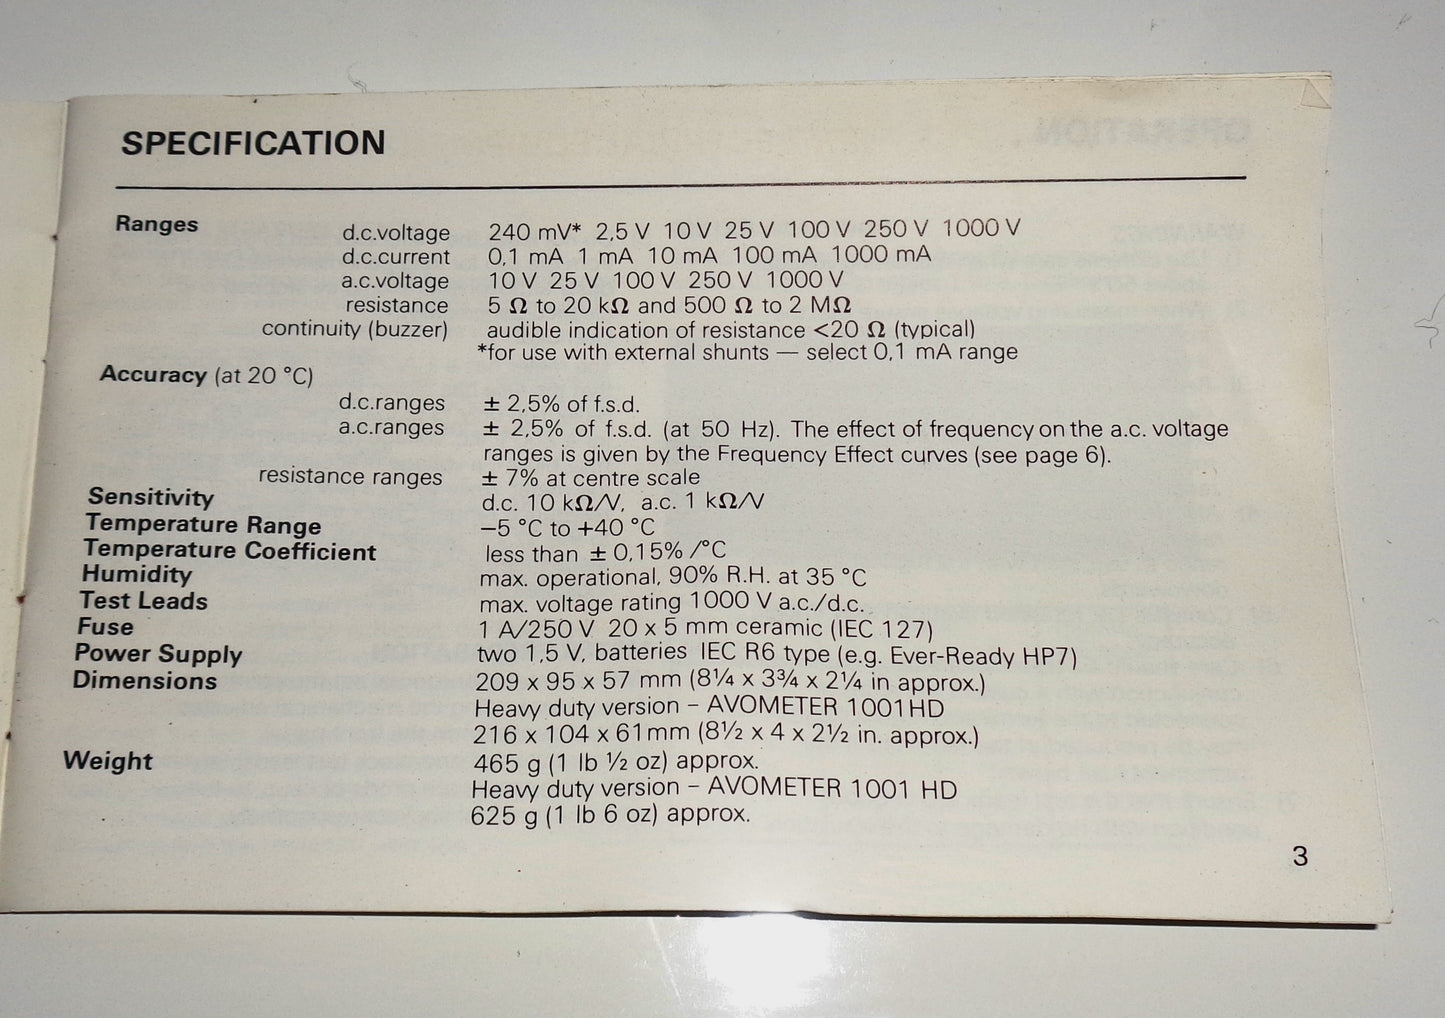 SPECIFICATION
Ranges
d.c.voltage 240 mV* 2,5 V 10 V 25 V 100 V 250 V 1000 V
d.c.current 0,1 mA 1 mA 10 mA 100 mA 1000 mA
a.c.voltage 10 V 25 V 100 V 250 V 1000 V
resistance 5 Ω to 20 kΩ and 500 Ω to 2 MΩ
continuity (buzzer) audible indication of resistance <20 Ω (typical)
*for use with external shunts — select 0,1 mA range
Accuracy (at 20 °C)
d.c.ranges ± 2,5% of f.s.d.
a.c.ranges ± 2,5% of f.s.d. (at 50 Hz). The effect of frequency on the a.c. voltage
ranges is given by the Frequency Effect curves (see page 6).
resistance ranges ± 7% at centre scale
Sensitivity d.c. 10 kΩ/V, a.c. 1 kΩ/V
Temperature Range −5 °C to +40 °C
Temperature Coefficient less than ± 0,15% /°C
Humidity max. operational, 90% R.H. at 35 °C
Test Leads max. voltage rating 1000 V a.c./d.c.
Fuse 1 A/250 V 20 x 5 mm ceramic (IEC 127)
Power Supply two 1,5 V, batteries IEC R6 type (e.g. Ever-Ready HP7)
Dimensions 209 x 95 x 57 mm (8¼ x 3¾ x 2¼ in approx.)
Heavy duty version – AVOMETER 1001 HD
216 x 104 x 61 mm (8½ x 4 x 2½ in. approx.)
Weight 465 g (1 lb ½ oz) approx.
Heavy duty version – AVOMETER 1001 HD
625 g (1 lb 6 oz) approx.
3